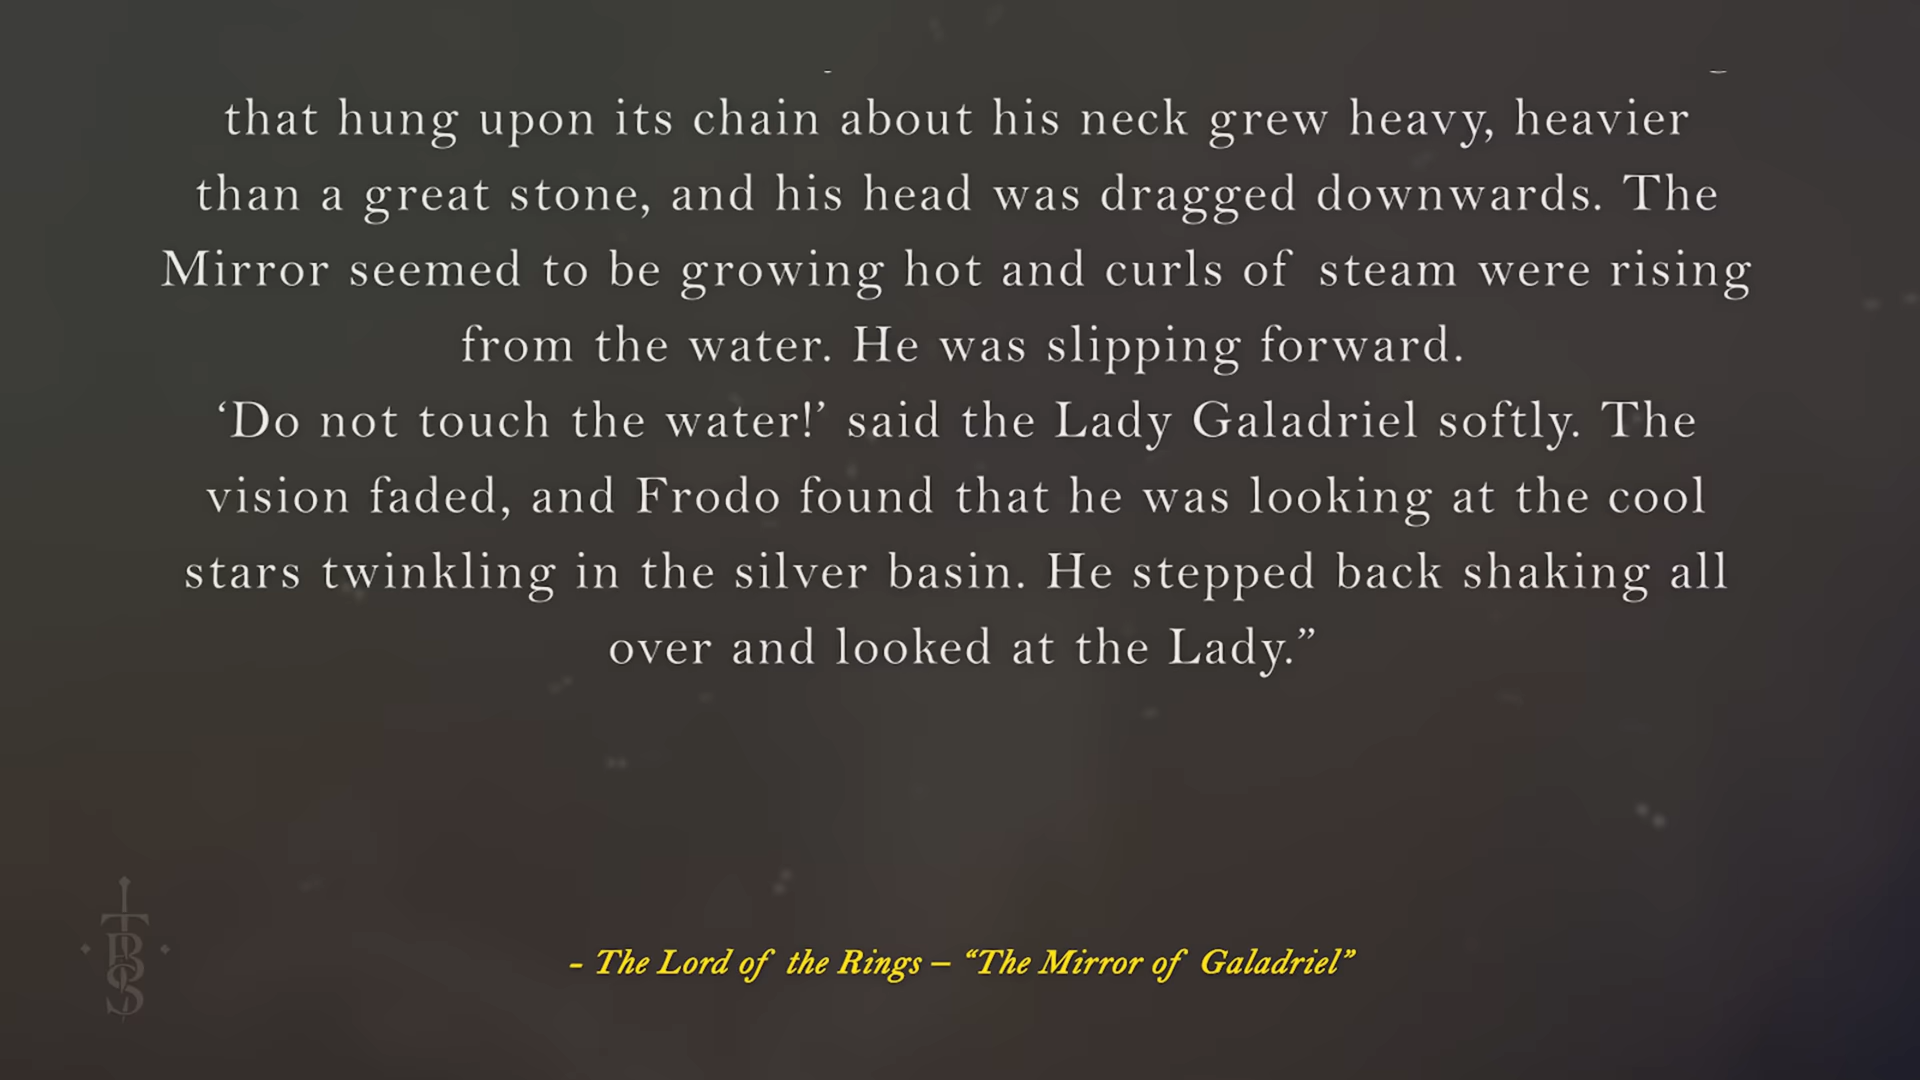 that hung upon its chain about his neck grew heavy, heavier
than a great stone, and his head was dragged downwards. The
Mirror seemed to be growing hot and curls of steam were rising
from the water. He was slipping forward.
‘Do not touch the water!’ said the Lady Galadriel softly. The
vision faded, and Frodo found that he was looking at the cool
stars twinkling in the silver basin. He stepped back shaking all
over and looked at the Lady.”
- The Lord of the Rings – “The Mirror of Galadriel”
TBS